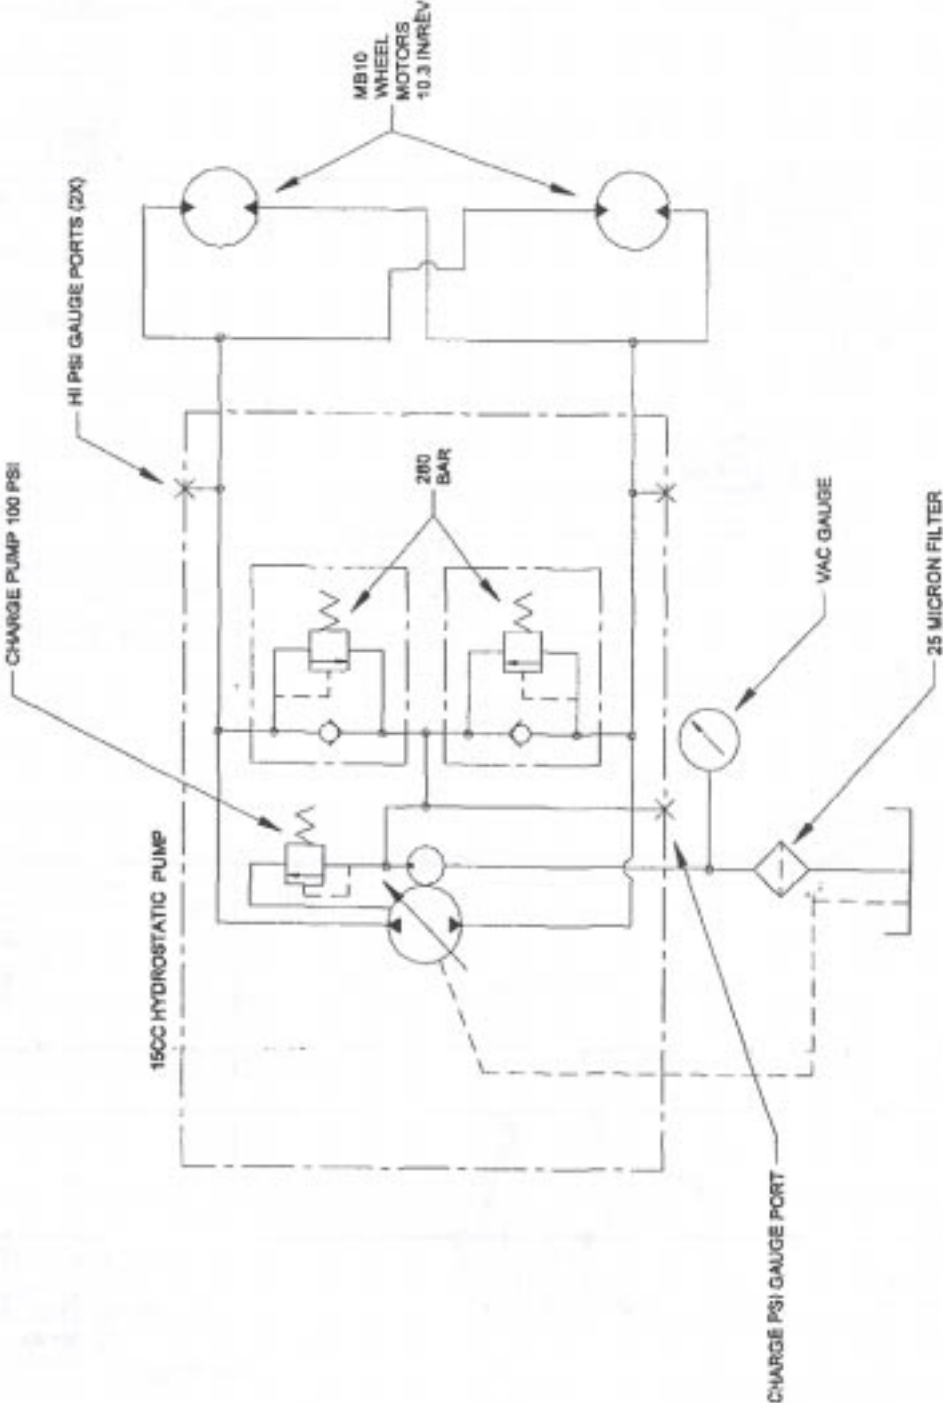 CHARGE PUMP 100 PSI
HI PSI GAUGE PORTS (2X)
MB10
WHEEL
MOTORS
10.3 IN/REV
280
BAR
15CC HYDROSTATIC PUMP
VAC GAUGE
25 MICRON FILTER
CHARGE PSI GAUGE PORT